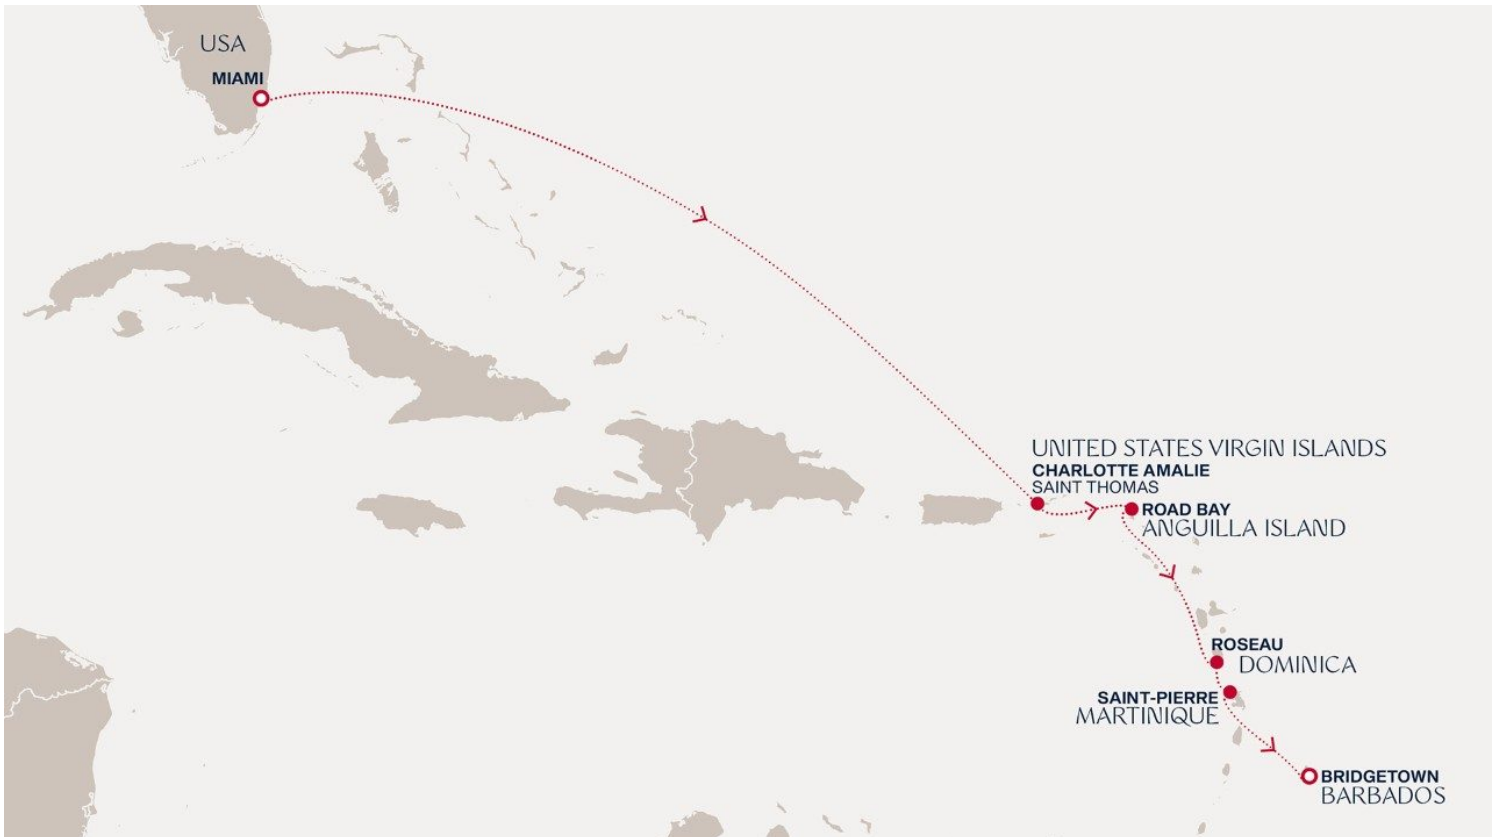 USA
MIAMI
UNITED STATES VIRGIN ISLANDS
CHARLOTTE AMALIE
SAINT THOMAS
ROAD BAY
ANGUILLA ISLAND
ROSEAU
DOMINICA
SAINT-PIERRE
MARTINIQUE
BRIDGETOWN
BARBADOS